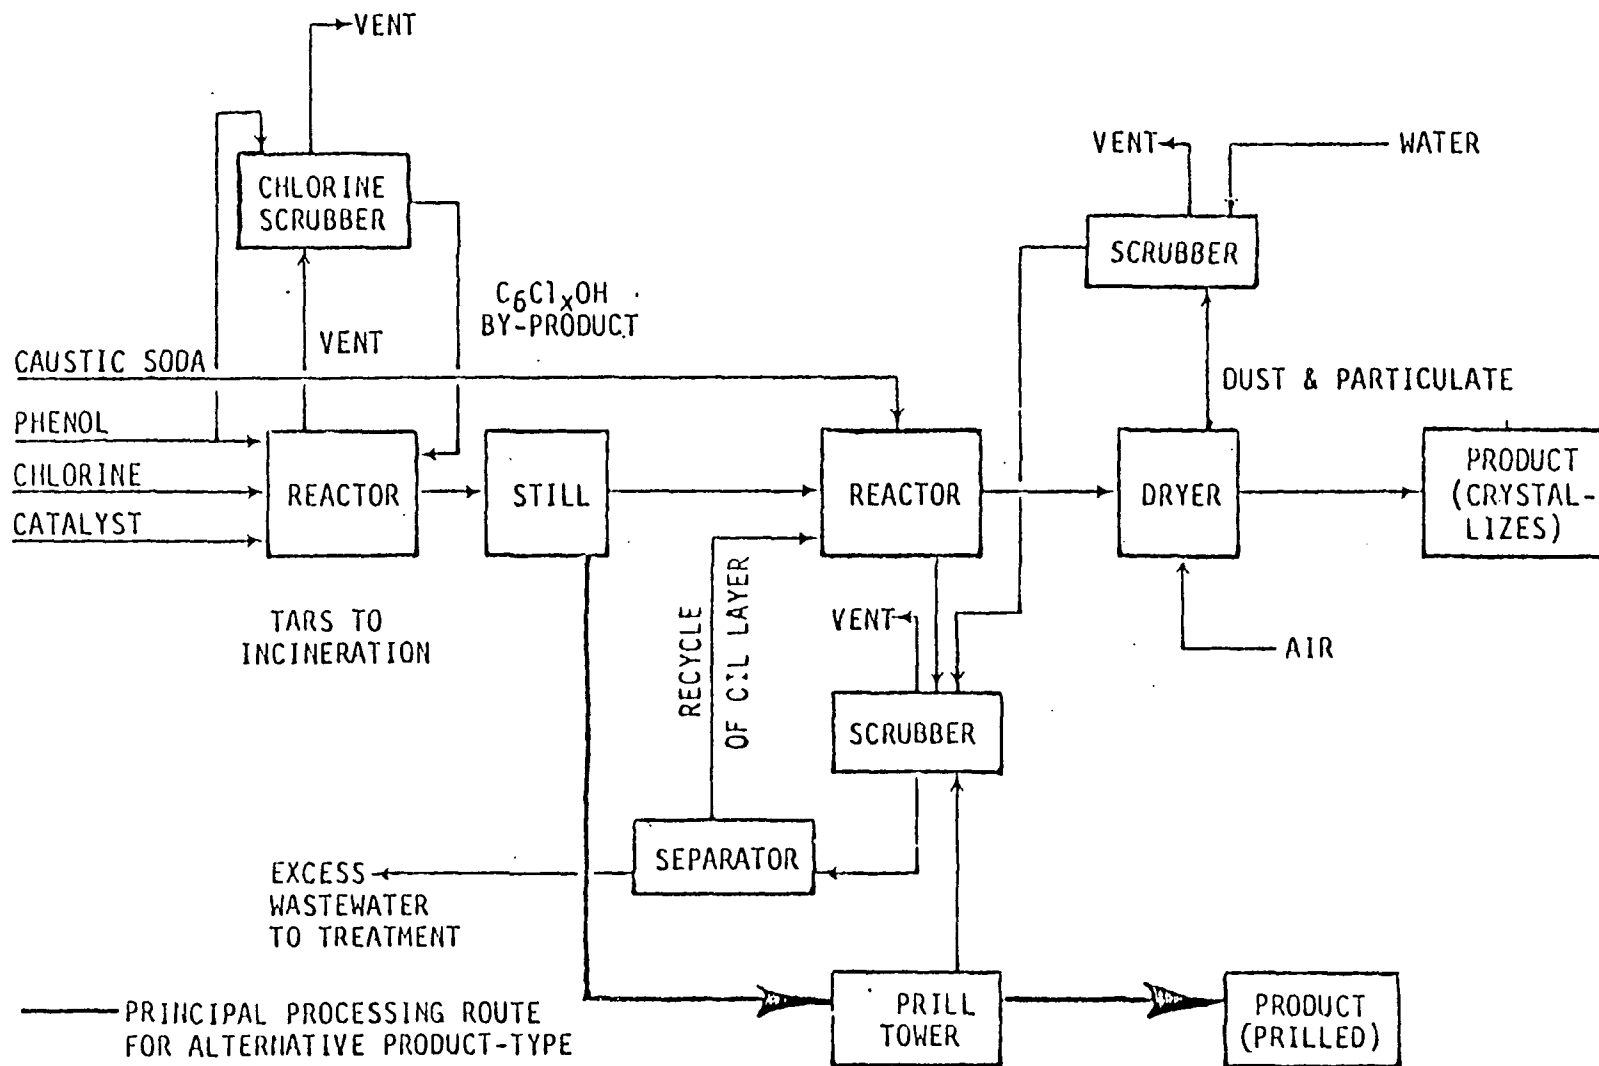 VENT
CHLORINE
SCRUBBER
VENT
WATER
SCRUBBER
C6ClxOH
BY-PRODUCT
VENT
CAUSTIC SODA
DUST & PARTICULATE
PHENOL
CHLORINE
CATALYST
REACTOR
STILL
REACTOR
DRYER
PRODUCT
(CRYSTAL-
LIZES)
TARS TO
INCINERATION
RECYCLE
OF OIL LAYER
VENT
AIR
SCRUBBER
SEPARATOR
EXCESS
WASTEWATER
TO TREATMENT
PRINCIPAL PROCESSING ROUTE
FOR ALTERNATIVE PRODUCT-TYPE
PRILL
TOWER
PRODUCT
(PRILLED)